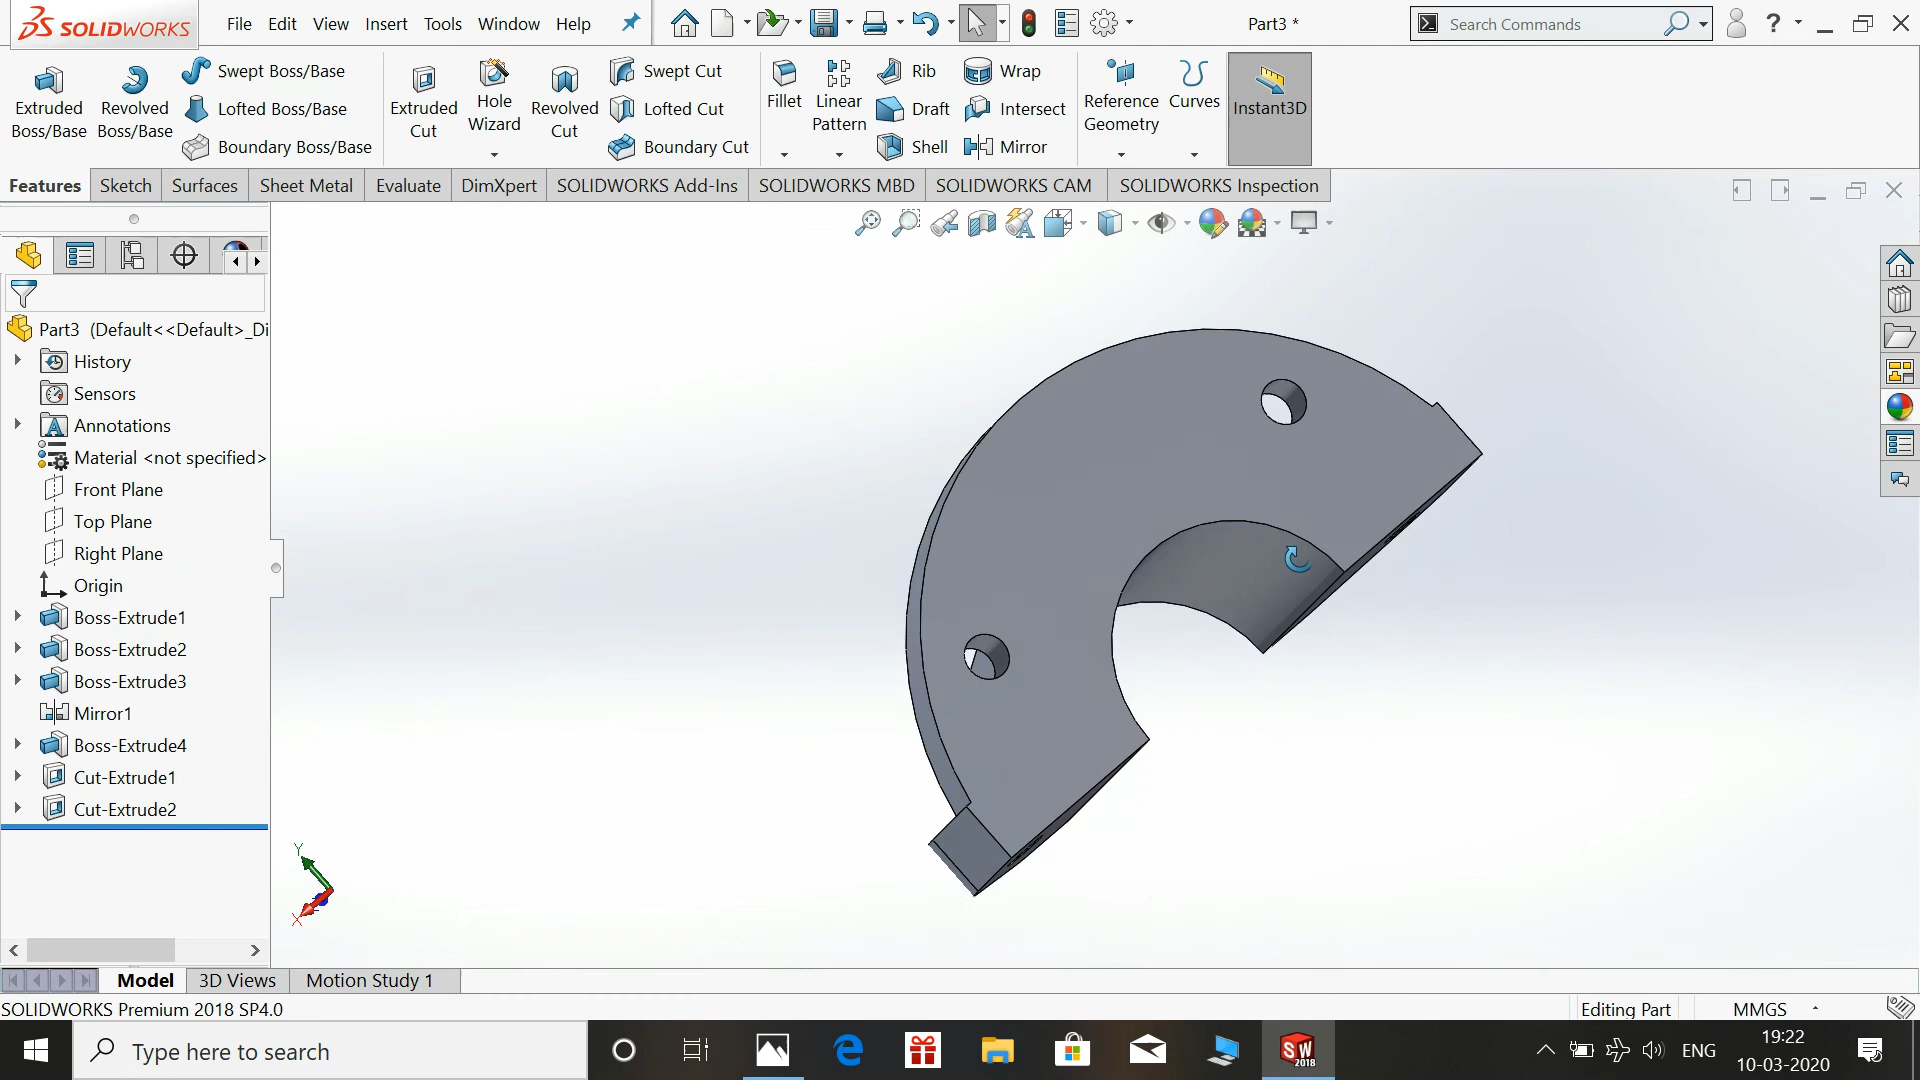 SOLIDWORKS File Edit View Insert Tools Window Help Part3 * Search Commands ?
Extruded Boss/Base
Revolved Boss/Base
Swept Boss/Base
Lofted Boss/Base
Boundary Boss/Base
Extruded Cut
Hole Wizard
Revolved Cut
Swept Cut
Lofted Cut
Boundary Cut
Fillet
Linear Pattern
Rib
Draft
Shell
Wrap
Intersect
Mirror
Reference Geometry
Curves
Instant3D
Features Sketch Surfaces Sheet Metal Evaluate DimXpert SOLIDWORKS Add-Ins SOLIDWORKS MBD SOLIDWORKS CAM SOLIDWORKS Inspection
Part3 (Default<<Default>_Di
History
Sensors
Annotations
Material <not specified>
Front Plane
Top Plane
Right Plane
Origin
Boss-Extrude1
Boss-Extrude2
Boss-Extrude3
Mirror1
Boss-Extrude4
Cut-Extrude1
Cut-Extrude2
Y
X
Model 3D Views Motion Study 1
SOLIDWORKS Premium 2018 SP4.0 Editing Part MMGS
Type here to search
SW
2018
ENG
19:22
10-03-2020